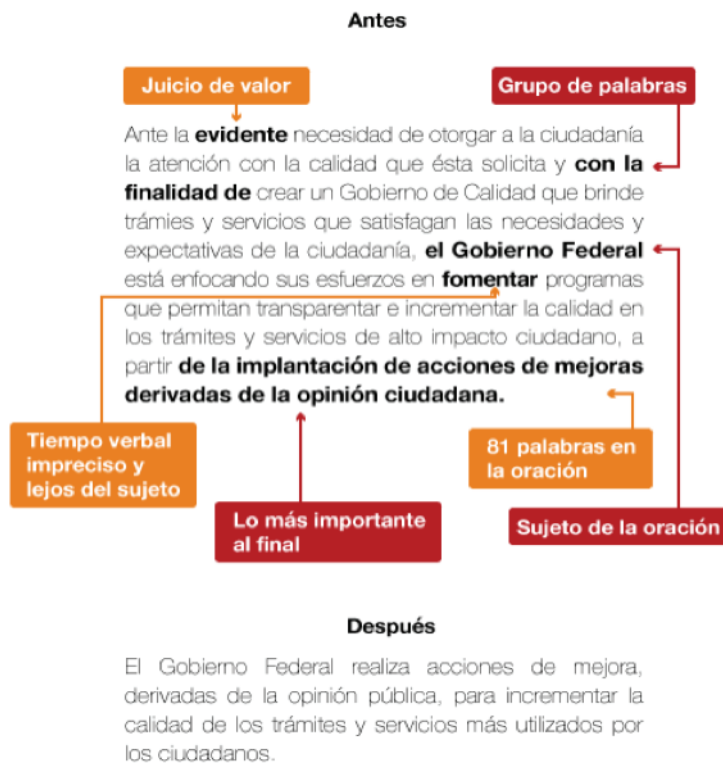 Antes
Juicio de valor
Grupo de palabras
Ante la evidente necesidad de otorgar a la ciudadanía
la atención con la calidad que ésta solicita y con la
finalidad de crear un Gobierno de Calidad que brinde
trámies y servicios que satisfagan las necesidades y
expectativas de la ciudadanía, el Gobierno Federal
está enfocando sus esfuerzos en fomentar programas
que permitan transparentar e incrementar la calidad en
los trámites y servicios de alto impacto ciudadano, a
partir de la implantación de acciones de mejoras
derivadas de la opinión ciudadana.
Tiempo verbal
impreciso y
lejos del sujeto
81 palabras en
la oración
Lo más importante
al final
Sujeto de la oración
Después
El Gobierno Federal realiza acciones de mejora,
derivadas de la opinión pública, para incrementar la
calidad de los trámites y servicios más utilizados por
los ciudadanos.